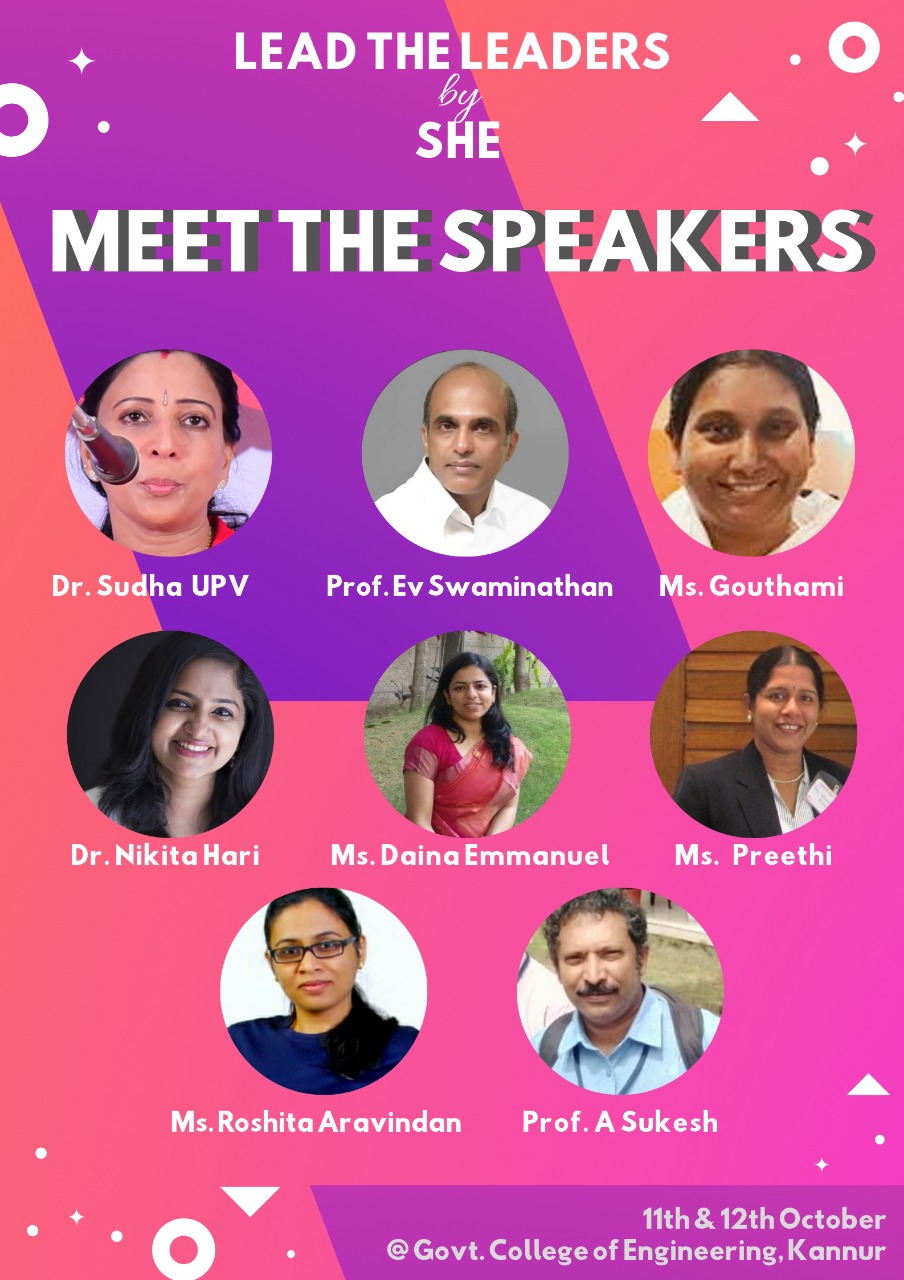 LEAD THE LEADERS
by
SHE
MEET THE SPEAKERS
Dr. Sudha UPV
Prof. Ev Swaminathan
Ms. Gouthami
Dr. Nikita Hari
Ms. Daina Emmanuel
Ms. Preethi
Ms. Roshita Aravindan
Prof. A Sukesh
11th & 12th October
@ Govt. College of Engineering, Kannur